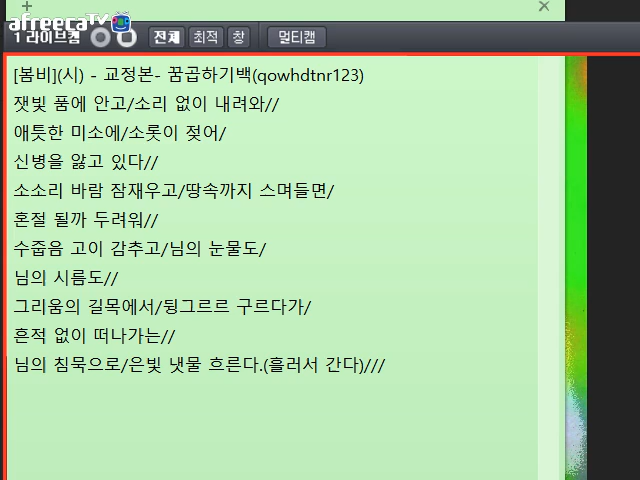 afreecaTV
1 라이브캠 전체 최적 창 멀티캠
[봄비](시) - 교정본- 꿈곱하기백(qowhdtnr123)
잿빛 품에 안고/소리 없이 내려와//
애틋한 미소에/소롯이 젖어/
신병을 앓고 있다//
소소리 바람 잠재우고/땅속까지 스며들면/
혼절 될까 두려워//
수줍음 고이 감추고/님의 눈물도/
님의 시름도//
그리움의 길목에서/뒹그르르 구르다가/
흔적 없이 떠나가는//
님의 침묵으로/은빛 냇물 흐른다.(흘러서 간다)///